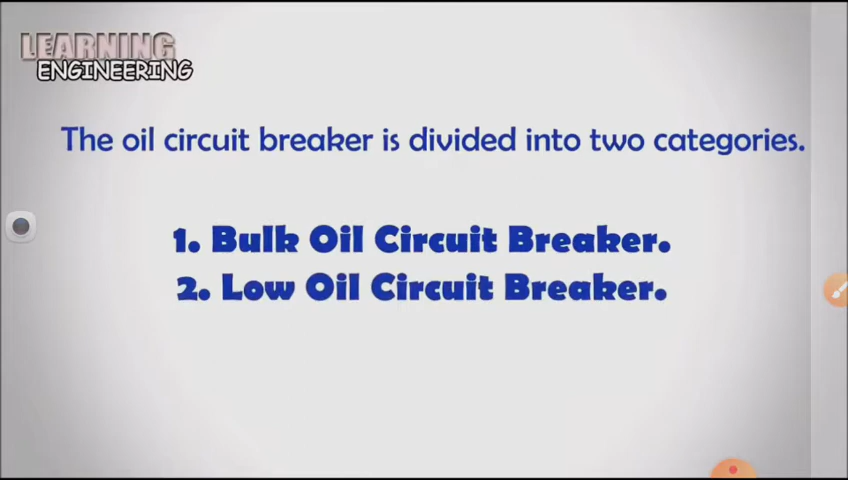 LEARNING
ENGINEERING
The oil circuit breaker is divided into two categories.
1. Bulk Oil Circuit Breaker.
2. Low Oil Circuit Breaker.